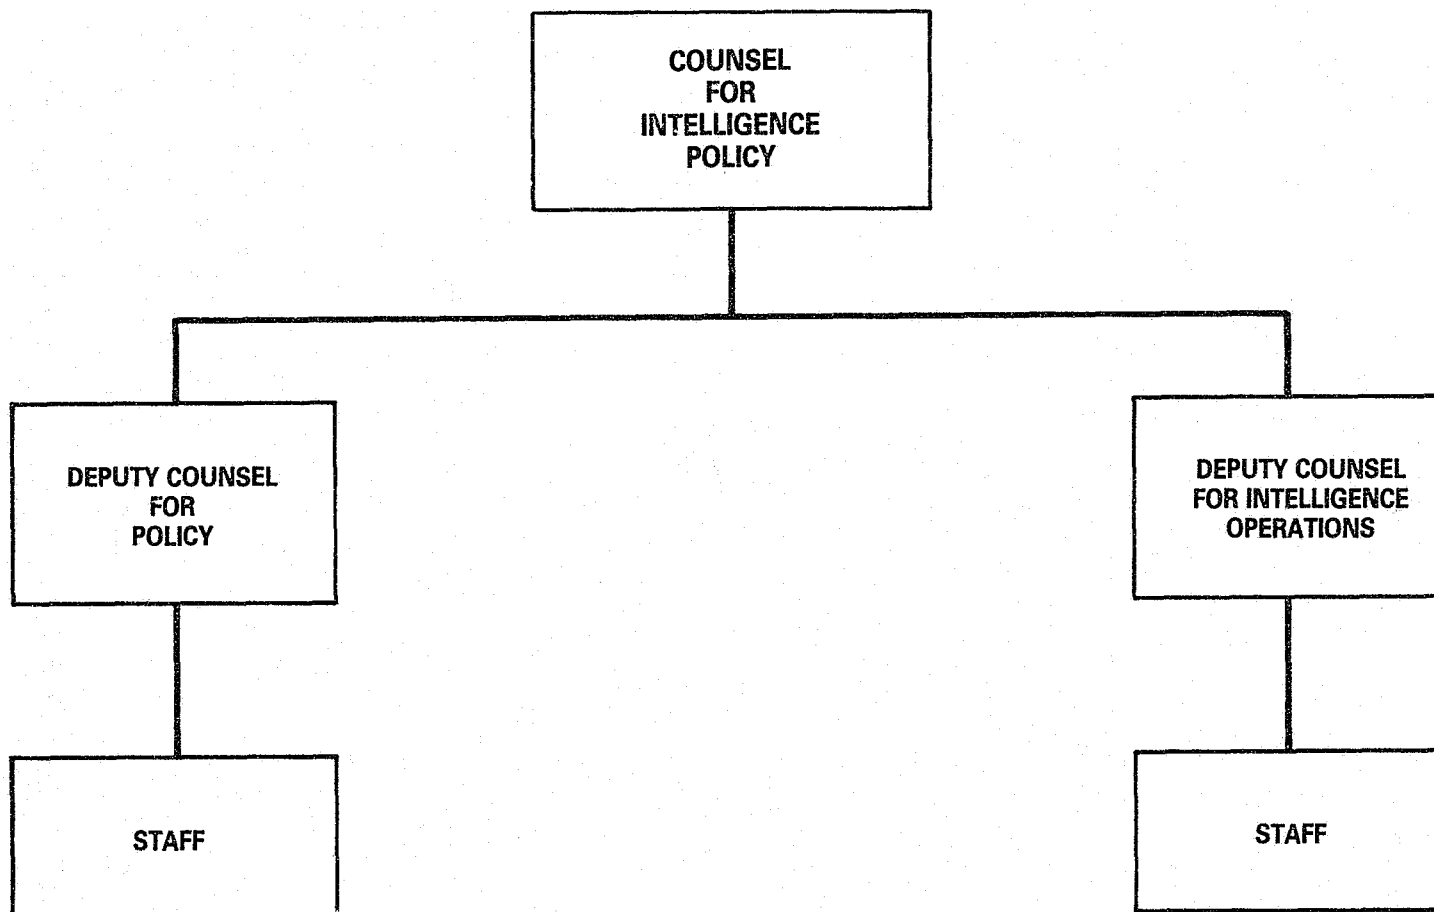 COUNSEL
FOR
INTELLIGENCE
POLICY
DEPUTY COUNSEL
FOR
POLICY
DEPUTY COUNSEL
FOR INTELLIGENCE
OPERATIONS
STAFF
STAFF